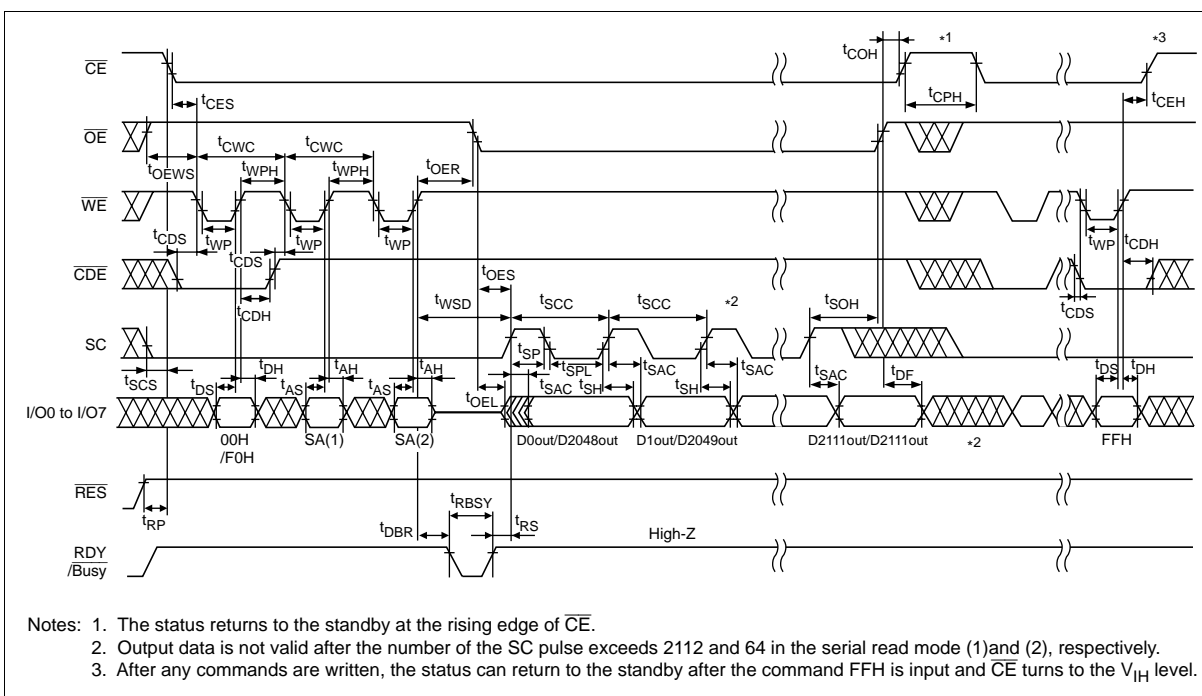 *1
*3
tCOH
CE
tCPH
tCES
tCEH
OE
tCWC tCWC
tOEWS tWPH tWPH tOER
WE
tCDS tWP tWP tWP tWP
tCDS tCDH
CDE
tOES
tCDH tWSD tSCC tSCC *2 tSOH tCDS
SC
tSP tSPL tSAC tSAC
tSCS tDS tDH tAS tAH tAS tAH tSAC tSH tSH tSAC tDF tDS tDH
tOEL
I/O0 to I/O7
00H SA(1) SA(2) D0out/D2048out D1out/D2049out D2111out/D2111out *2 FFH
/F0H
RES
tRP tRBSY
tDBR tRS High-Z
RDY
/Busy
Notes: 1. The status returns to the standby at the rising edge of CE.
2. Output data is not valid after the number of the SC pulse exceeds 2112 and 64 in the serial read mode (1)and (2), respectively.
3. After any commands are written, the status can return to the standby after the command FFH is input and CE turns to the VIH level.